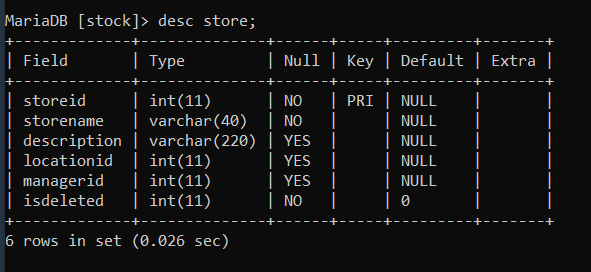 MariaDB [stock]> desc store;
+-------------+--------------+------+-----+---------+-------+
| Field       | Type         | Null | Key | Default | Extra |
+-------------+--------------+------+-----+---------+-------+
| storeid     | int(11)      | NO   | PRI | NULL    |       |
| storename   | varchar(40)  | NO   |     | NULL    |       |
| description | varchar(220) | YES  |     | NULL    |       |
| locationid  | int(11)      | YES  |     | NULL    |       |
| managerid   | int(11)      | YES  |     | NULL    |       |
| isdeleted   | int(11)      | NO   |     | 0       |       |
+-------------+--------------+------+-----+---------+-------+
6 rows in set (0.026 sec)